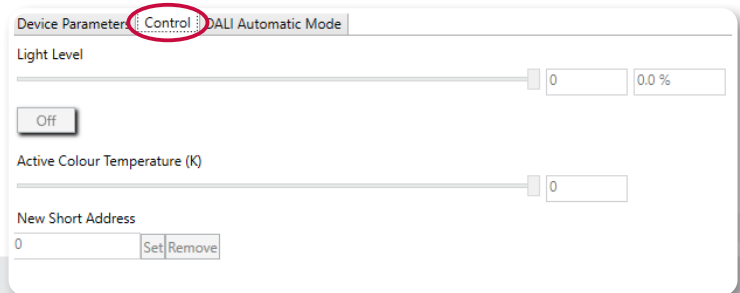 Device Parameters Control DALI Automatic Mode
Light Level
0 0.0 %
Off
Active Colour Temperature (K)
0
New Short Address
0 Set Remove